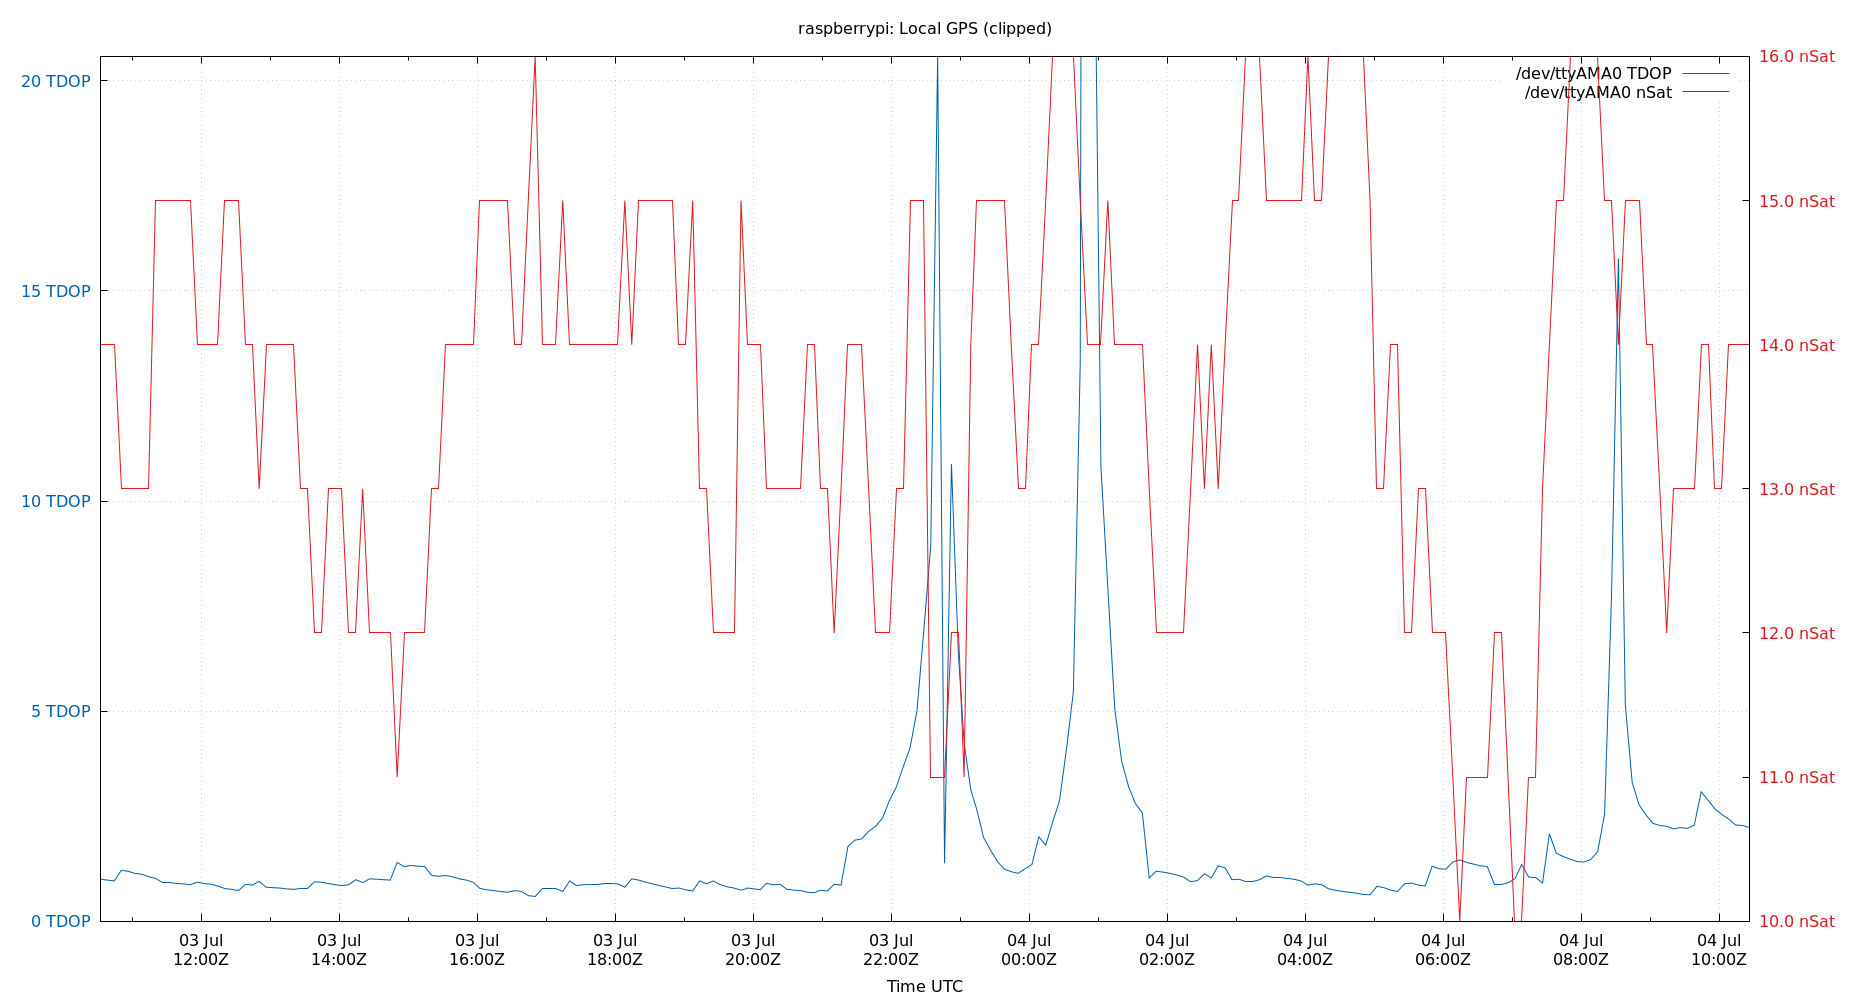 raspberrypi: Local GPS (clipped)
20 TDOP
15 TDOP
10 TDOP
5 TDOP
0 TDOP
16.0 nSat
15.0 nSat
14.0 nSat
13.0 nSat
12.0 nSat
11.0 nSat
10.0 nSat
/dev/ttyAMA0 TDOP
/dev/ttyAMA0 nSat
03 Jul 03 Jul 03 Jul 03 Jul 03 Jul 03 Jul 04 Jul 04 Jul 04 Jul 04 Jul 04 Jul 04 Jul
12:00Z 14:00Z 16:00Z 18:00Z 20:00Z 22:00Z 00:00Z 02:00Z 04:00Z 06:00Z 08:00Z 10:00Z
Time UTC